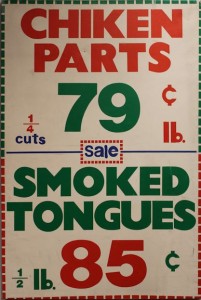 CHIKEN
PARTS
79 ¢
1/4 cuts
lb.
sale
SMOKED
TONGUES
1/2 lb. 85 ¢